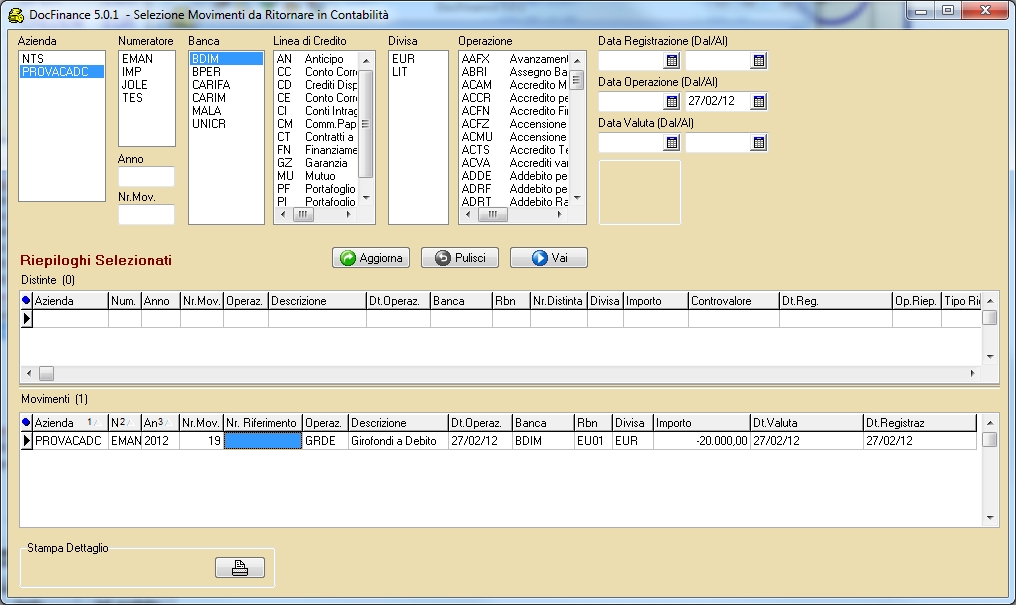 DocFinance 5.0.1 - Selezione Movimenti da Ritornare in Contabilità
Azienda Numeratore Banca Linea di Credito Divisa Operazione Data Registrazione (Dal/Al)
NTS
PROVACADC
EMAN
IMP
JOLE
TES
Anno
Nr.Mov.
BDIM
BPER
CARIFA
CARIM
MALA
UNICR
AN Anticipo
CC Conto Corre
CD Crediti Disp
CE Conto Corre
CI Conti Intrag
CM Comm.Pap
CT Contratti a
FN Finanziame
GZ Garanzia
MU Mutuo
PF Portafoglio
PI Portafoglio
EUR
LIT
AAFX Avanzament
ABRI Assegno Ba
ACAM Accredito M
ACCR Accredito pe
ACFN Accredito Fi
ACFZ Accensione
ACMU Accensione
ACTS Accredito Te
ACVA Accrediti vari
ADDE Addebito pe
ADRF Addebito pe
ADRT Addebito Ra
Data Operazione (Dal/Al)
27/02/12
Data Valuta (Dal/Al)
Riepiloghi Selezionati
Aggiorna Pulisci Vai
Distinte (0)
Azienda Num. Anno Nr.Mov. Operaz. Descrizione Dt.Operaz. Banca Rbn Nr.Distinta Divisa Importo Controvalore Dt.Reg. Op.Riep. Tipo Rie
Movimenti (1)
Azienda 1 N2 An3 Nr.Mov. Nr. Riferimento Operaz. Descrizione Dt.Operaz. Banca Rbn Divisa Importo Dt.Valuta Dt.Registraz
PROVACADC EMAN 2012 19 GRDE Girofondi a Debito 27/02/12 BDIM EU01 EUR -20.000,00 27/02/12 27/02/12
Stampa Dettaglio